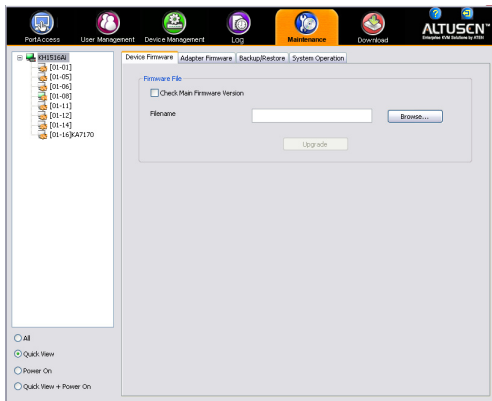 PortAccess User Management Device Management Log Maintenance Download
ALTUSEN™
Enterprise KVM Solutions by ATEN
KH1516Ai
[01-01]
[01-05]
[01-06]
[01-08]
[01-11]
[01-12]
[01-14]
[01-16]KA7170
Device Firmware Adapter Firmware Backup/Restore System Operation
Firmware File
Check Main Firmware Version
Filename Browse...
Upgrade
All
Quick View
Power On
Quick View + Power On